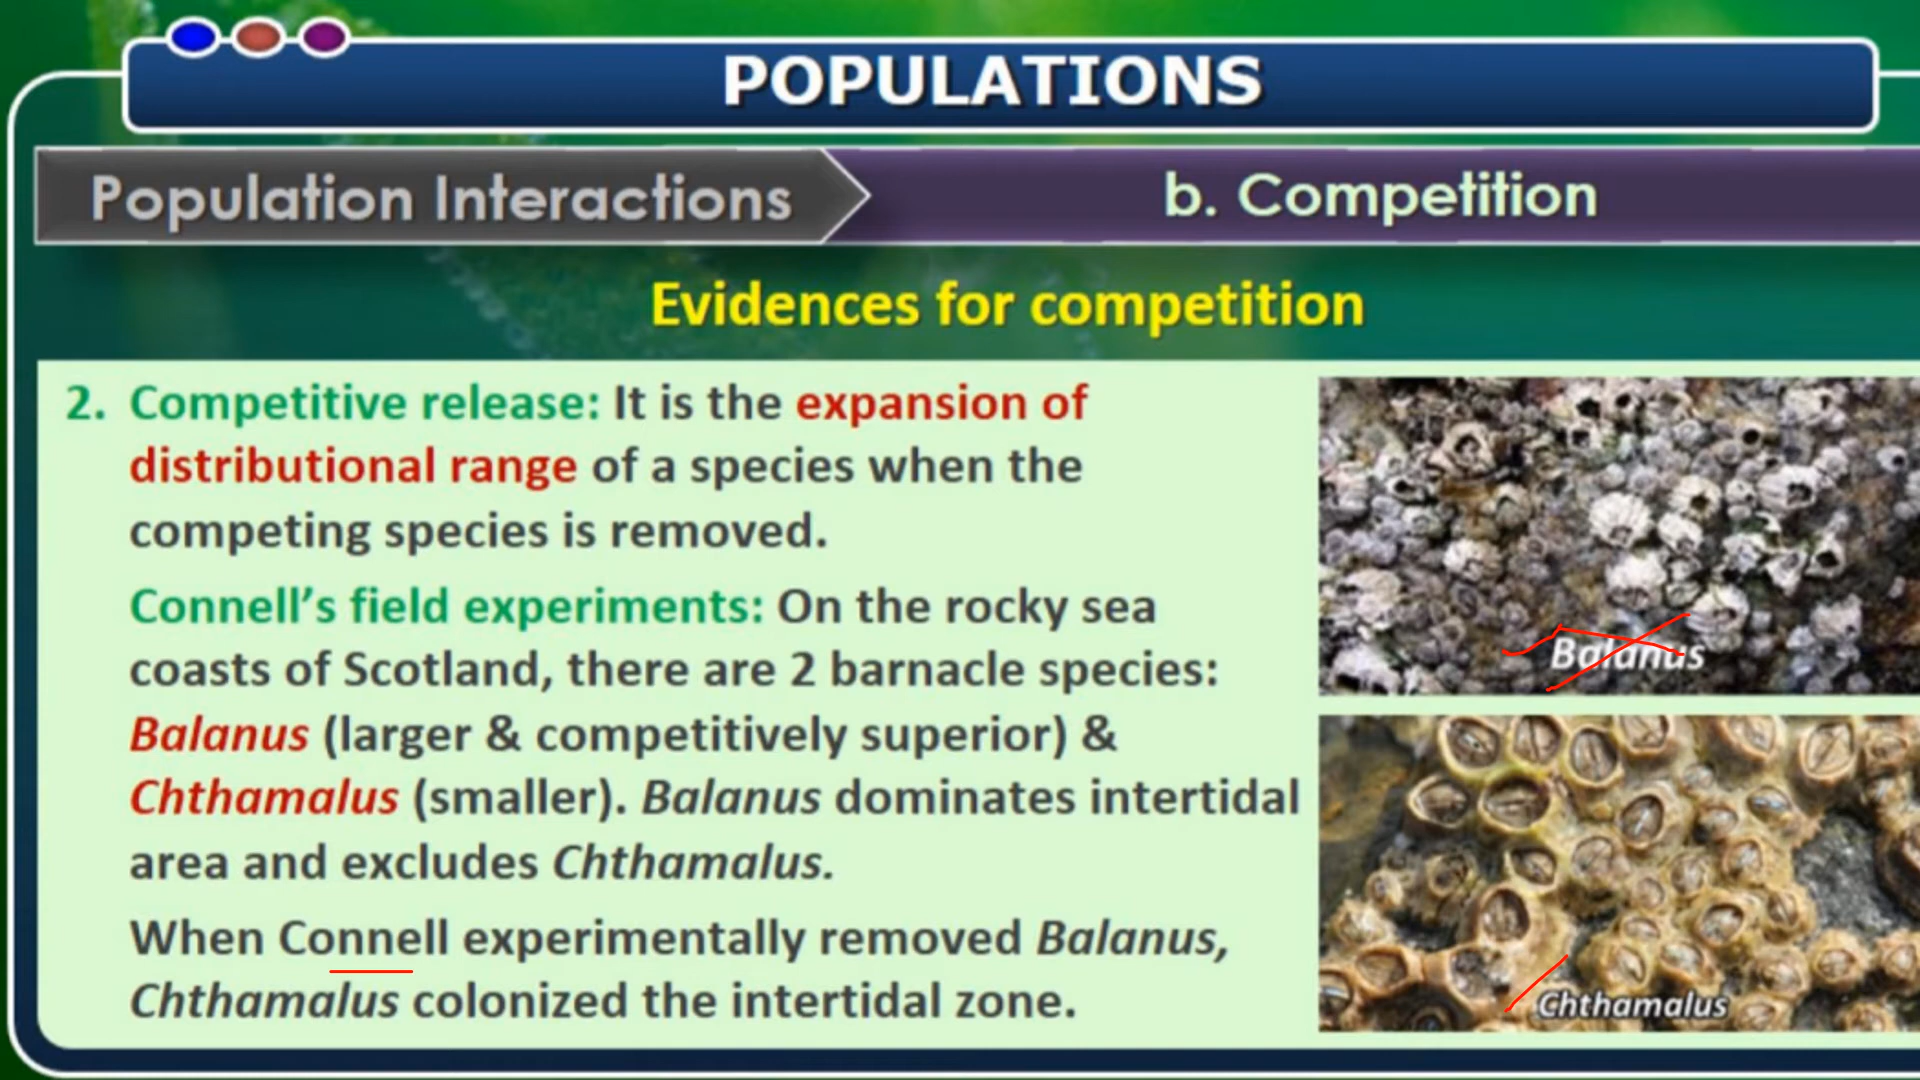 POPULATIONS
Population Interactions
b. Competition
Evidences for competition
2. Competitive release: It is the expansion of
distributional range of a species when the
competing species is removed.
Connell’s field experiments: On the rocky sea
coasts of Scotland, there are 2 barnacle species:
Balanus (larger & competitively superior) &
Chthamalus (smaller). Balanus dominates intertidal
area and excludes Chthamalus.
When Connell experimentally removed Balanus,
Chthamalus colonized the intertidal zone.
Balanus
Chthamalus